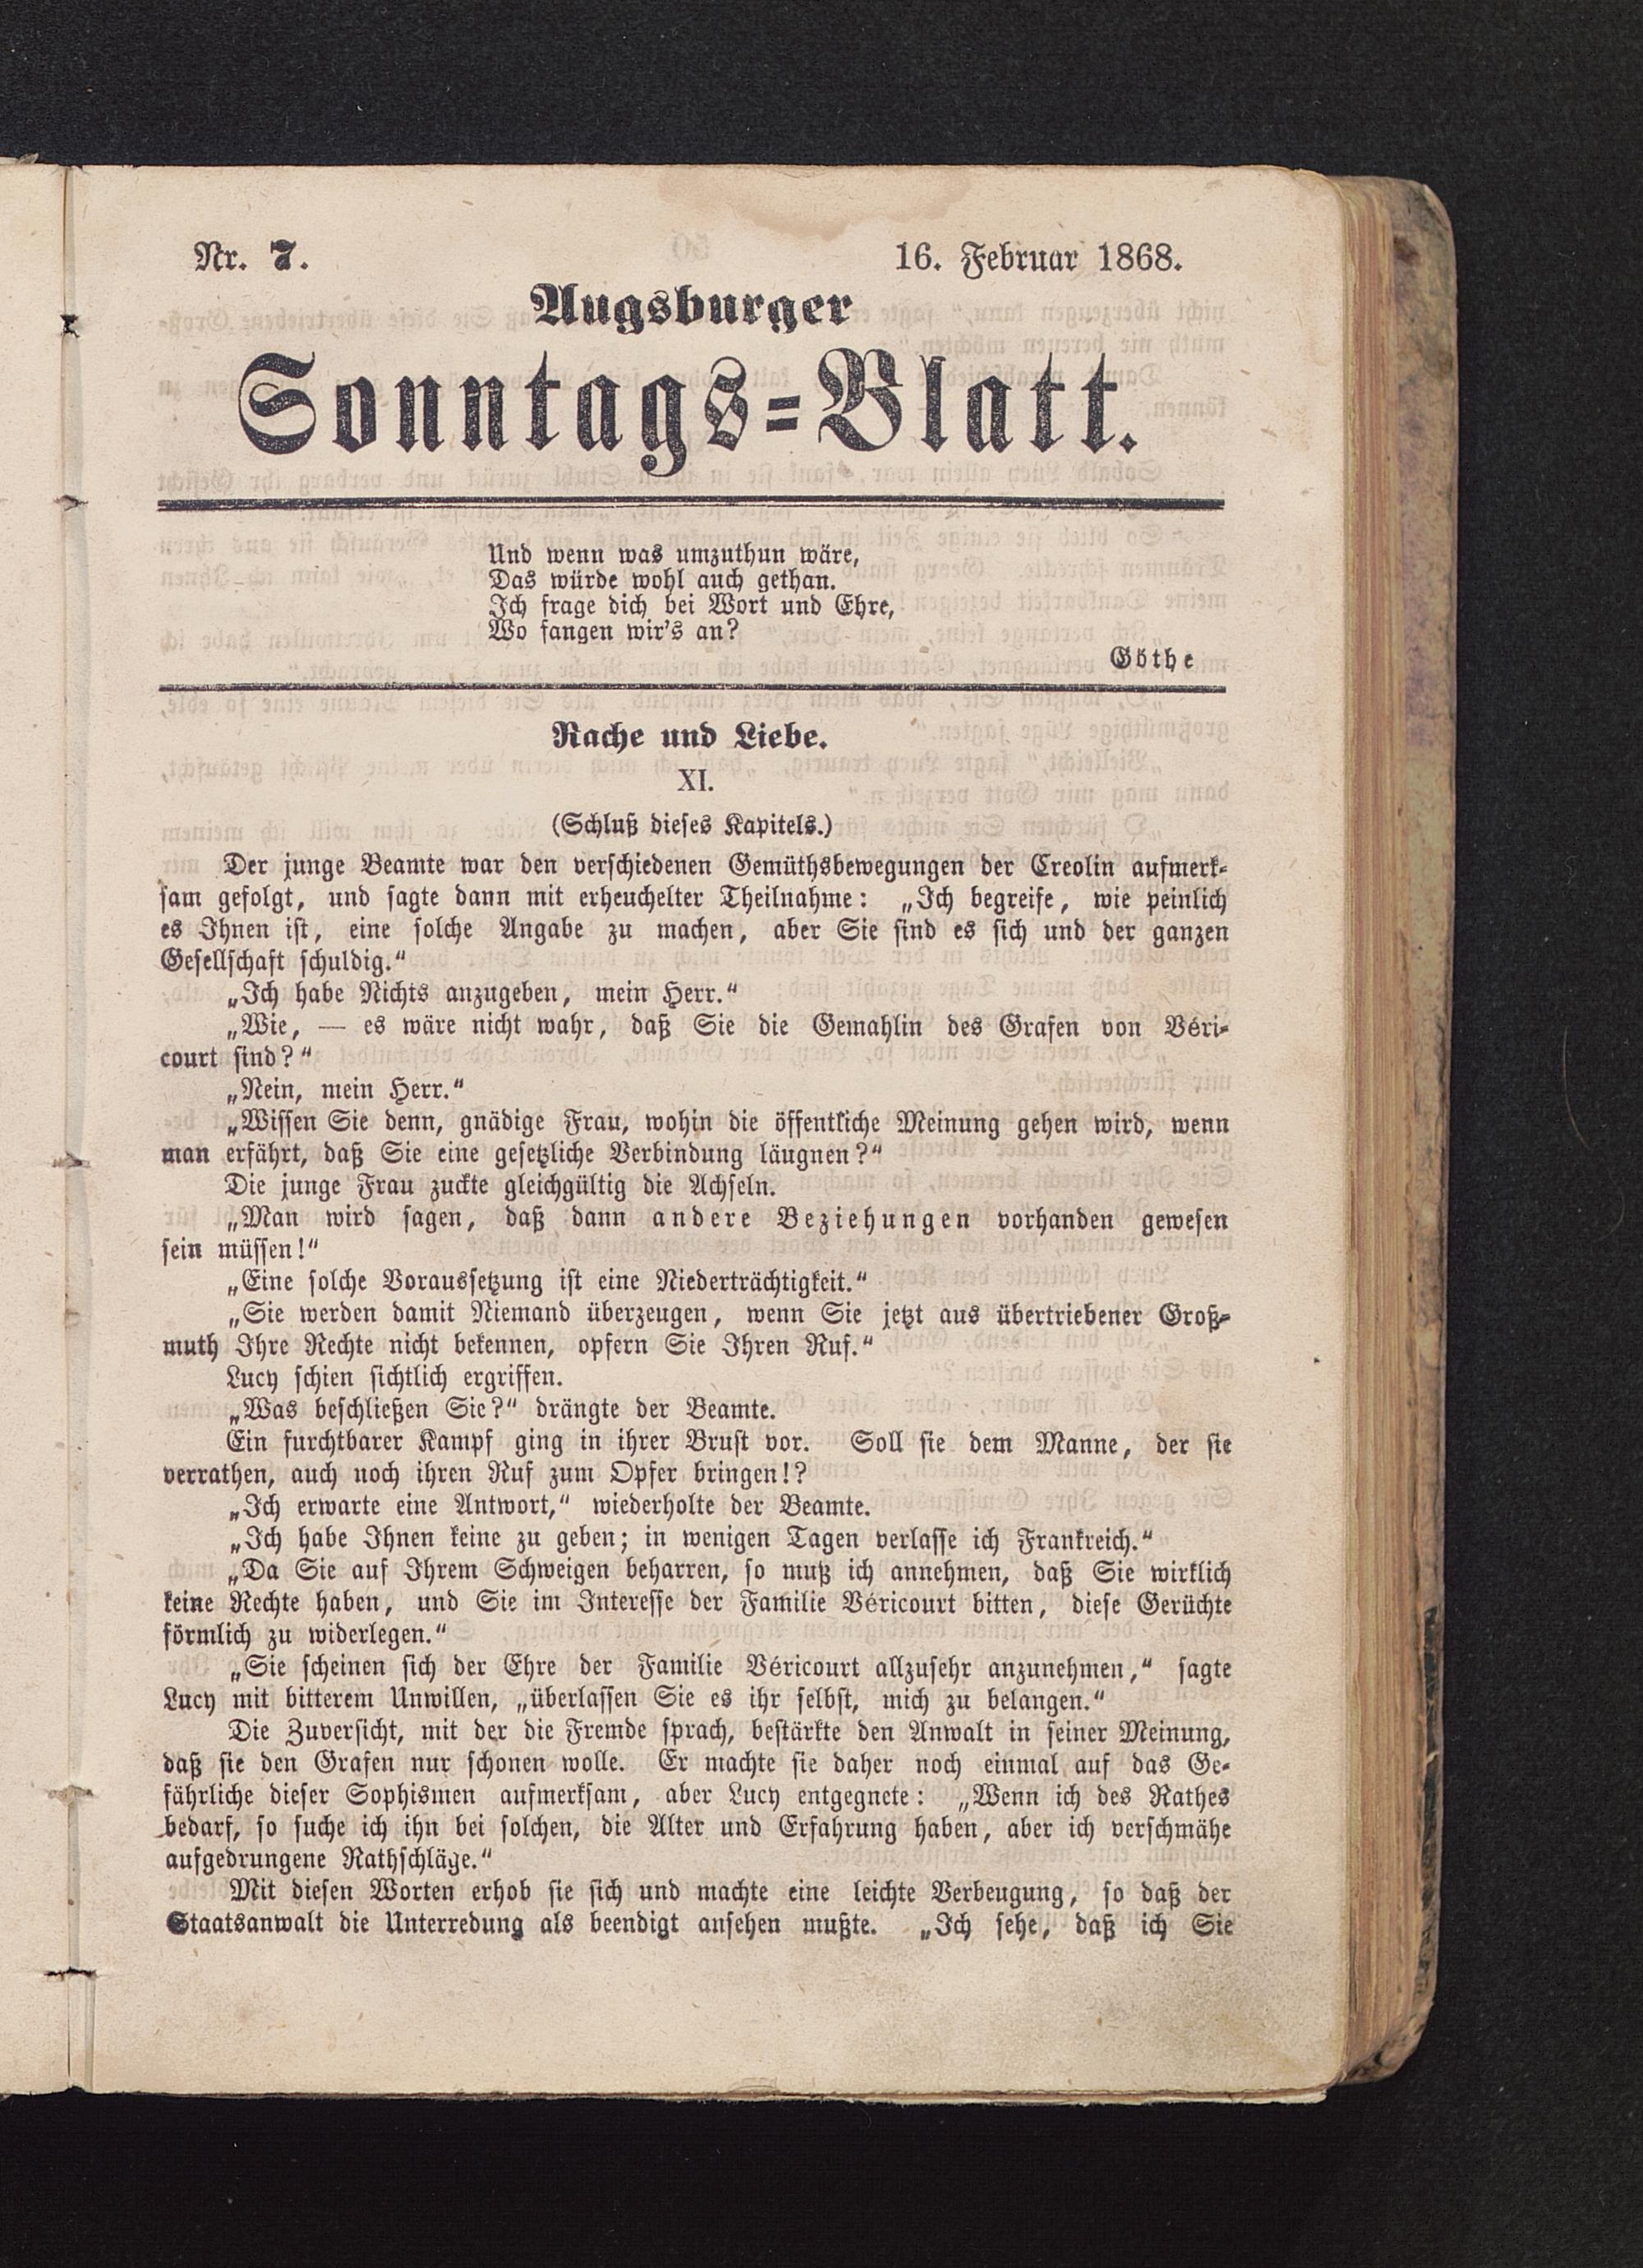 Nr. 7.
16. Februar 1868.
Augsburger
Sonntags-Blatt.
Und wenn was umzuthun wäre,
Das würde wohl auch gethan.
Ich frage dich bei Wort und Ehre,
Wo fangen wir's an?
Göthe
Rache und Liebe.
XI.
(Schluß dieses Kapitels.)
Der junge Beamte war den verschiedenen Gemüthsbewegungen der Creolin aufmerk-
sam gefolgt, und sagte dann mit erheuchelter Theilnahme: „Ich begreife, wie peinlich
es Ihnen ist, eine solche Angabe zu machen, aber Sie sind es sich und der ganzen
Gesellschaft schuldig.“
„Ich habe Nichts anzugeben, mein Herr.“
„Wie, — es wäre nicht wahr, daß Sie die Gemahlin des Grafen von Véri-
court sind?“
„Nein, mein Herr.“
„Wissen Sie denn, gnädige Frau, wohin die öffentliche Meinung gehen wird, wenn
man erfährt, daß Sie eine gesetzliche Verbindung läugnen?“
Die junge Frau zuckte gleichgültig die Achseln.
„Man wird sagen, daß dann andere Beziehungen vorhanden gewesen
sein müssen!“
„Eine solche Voraussetzung ist eine Niederträchtigkeit.“
„Sie werden damit Niemand überzeugen, wenn Sie jetzt aus übertriebener Groß-
muth Ihre Rechte nicht bekennen, opfern Sie Ihren Ruf.“
Lucy schien sichtlich ergriffen.
„Was beschließen Sie?“ drängte der Beamte.
Ein furchtbarer Kampf ging in ihrer Brust vor. Soll sie dem Manne, der sie
verrathen, auch noch ihren Ruf zum Opfer bringen!?
„Ich erwarte eine Antwort,“ wiederholte der Beamte.
„Ich habe Ihnen keine zu geben; in wenigen Tagen verlasse ich Frankreich.“
„Da Sie auf Ihrem Schweigen beharren, so muß ich annehmen, daß Sie wirklich
keine Rechte haben, und Sie im Interesse der Familie Véricourt bitten, diese Gerüchte
förmlich zu widerlegen.“
„Sie scheinen sich der Ehre der Familie Véricourt allzusehr anzunehmen,“ sagte
Lucy mit bitterem Unwillen, „überlassen Sie es ihr selbst, mich zu belangen.“
Die Zuversicht, mit der die Fremde sprach, bestärkte den Anwalt in seiner Meinung,
daß sie den Grafen nur schonen wolle. Er machte sie daher noch einmal auf das Ge-
fährliche dieser Sophismen aufmerksam, aber Lucy entgegnete: „Wenn ich des Rathes
bedarf, so suche ich ihn bei solchen, die Alter und Erfahrung haben, aber ich verschmähe
aufgedrungene Rathschläge.“
Mit diesen Worten erhob sie sich und machte eine leichte Verbeugung, so daß der
Staatsanwalt die Unterredung als beendigt ansehen mußte. „Ich sehe, daß ich Sie